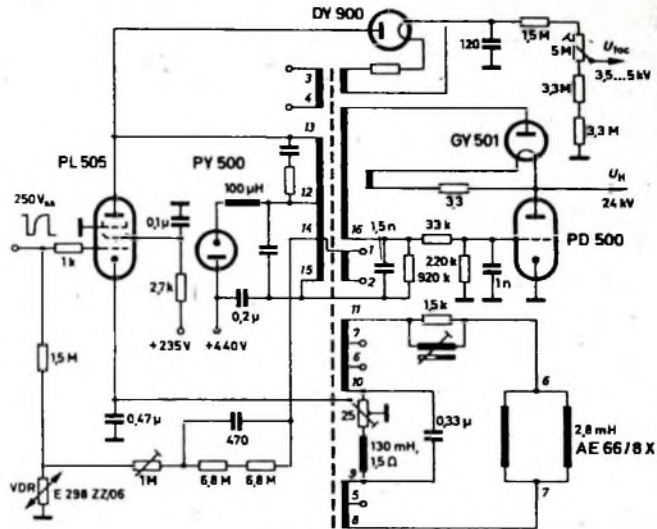 DY 900
3
4
120
1,5 M
5 M
U foc
3,5...5 kV
3,3 M
3,3 M
13
PL 505
PY 500
100 µH
12
GY 501
U H
24 kV
3,3
250 V ss
0,1µ
1k
2,7k
14
15
16
1,5 n
1
2
33 k
220 k
920 k
1n
PD 500
0,2 µ
+235 V
+440 V
1,5 M
0,47µ
11
7
6
10
1,5 k
25
0,33 µ
130 mH,
1,5 Ω
6
2,8 mH
AE 66/8 X
7
470
VDR
E 298 ZZ/06
1M
6,8 M
6,8 M
9
5
8